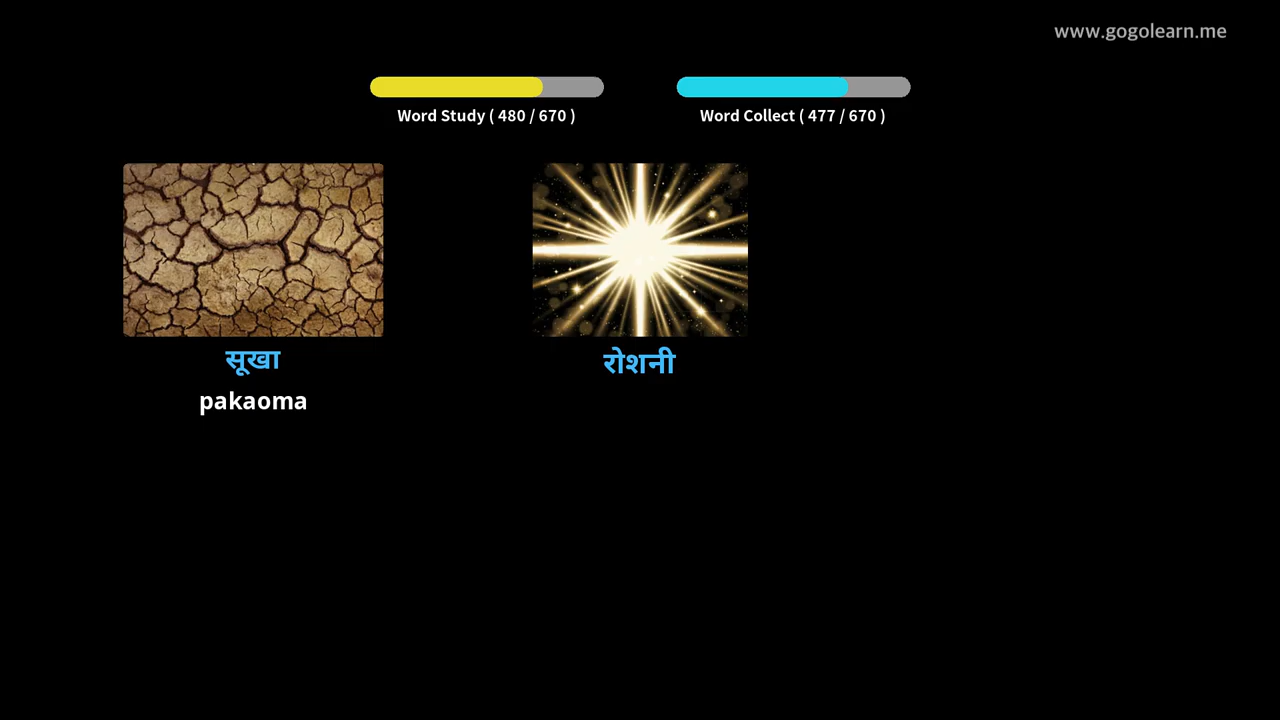 www.gogolearn.me
Word Study ( 480 / 670 )
Word Collect ( 477 / 670 )
सूखा
रोशनी
pakaoma